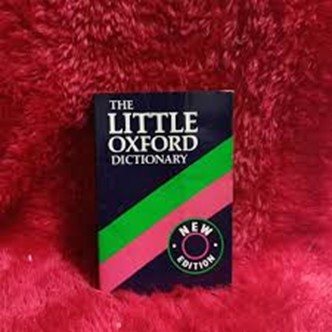 THE
LITTLE
OXFORD
DICTIONARY
NEW
EDITION